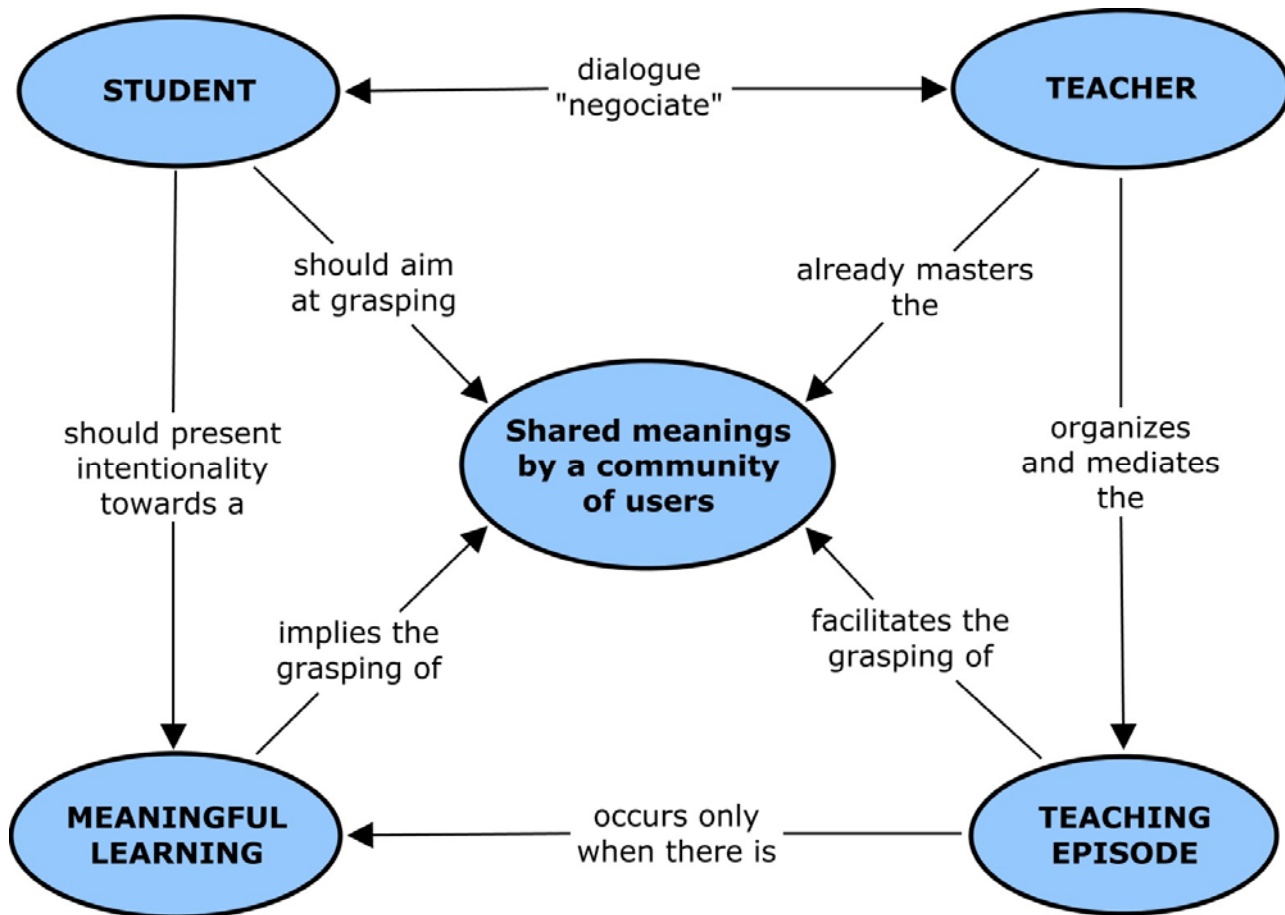 STUDENT
dialogue
"negociate"
TEACHER
should aim
at grasping
already masters
the
Shared meanings
by a community
of users
should present
intentionality
towards a
organizes
and mediates
the
implies the
grasping of
facilitates the
grasping of
MEANINGFUL
LEARNING
occurs only
when there is
TEACHING
EPISODE